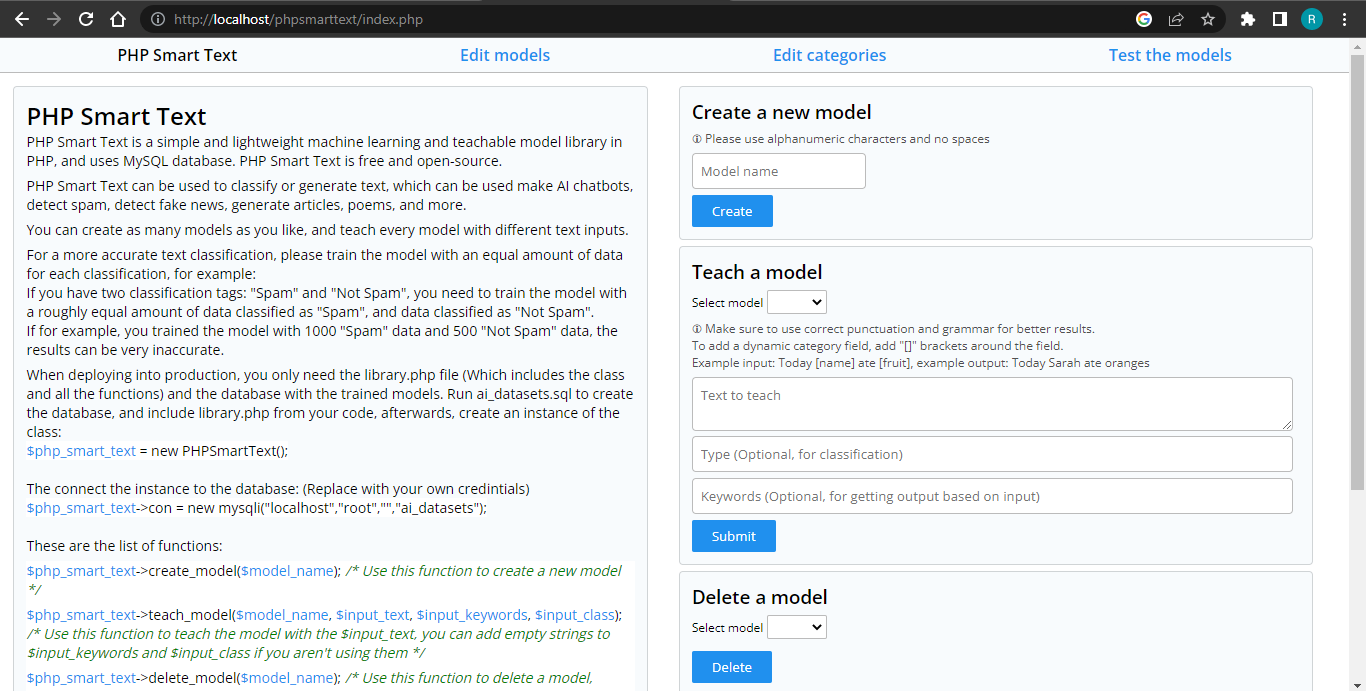 http://localhost/phpsmarttext/index.php
R
PHP Smart Text
Edit models
Edit categories
Test the models
PHP Smart Text
PHP Smart Text is a simple and lightweight machine learning and teachable model library in
PHP, and uses MySQL database. PHP Smart Text is free and open-source.
PHP Smart Text can be used to classify or generate text, which can be used make AI chatbots,
detect spam, detect fake news, generate articles, poems, and more.
You can create as many models as you like, and teach every model with different text inputs.
For a more accurate text classification, please train the model with an equal amount of data
for each classification, for example:
If you have two classification tags: "Spam" and "Not Spam", you need to train the model with
a roughly equal amount of data classified as "Spam", and data classified as "Not Spam".
If for example, you trained the model with 1000 "Spam" data and 500 "Not Spam" data, the
results can be very inaccurate.
When deploying into production, you only need the library.php file (Which includes the class
and all the functions) and the database with the trained models. Run ai_datasets.sql to create
the database, and include library.php from your code, afterwards, create an instance of the
class:
$php_smart_text = new PHPSmartText();
The connect the instance to the database: (Replace with your own credintials)
$php_smart_text->con = new mysqli("localhost","root","","ai_datasets");
These are the list of functions:
$php_smart_text->create_model($model_name); /* Use this function to create a new model
*/
$php_smart_text->teach_model($model_name, $input_text, $input_keywords, $input_class);
/* Use this function to teach the model with the $input_text, you can add empty strings to
$input_keywords and $input_class if you aren't using them */
$php_smart_text->delete_model($model_name); /* Use this function to delete a model,
Create a new model
🛈 Please use alphanumeric characters and no spaces
Model name
Create
Teach a model
Select model
🛈 Make sure to use correct punctuation and grammar for better results.
To add a dynamic category field, add "[]" brackets around the field.
Example input: Today [name] ate [fruit], example output: Today Sarah ate oranges
Text to teach
Type (Optional, for classification)
Keywords (Optional, for getting output based on input)
Submit
Delete a model
Select model
Delete